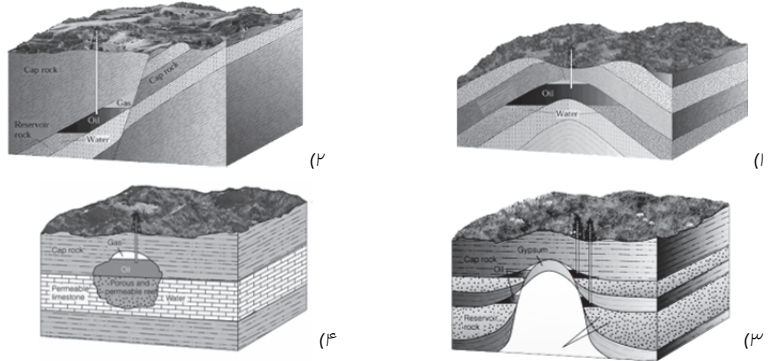 Cap rock
Cap rock
Gas
Oil
Reservoir
rock
Water
۲)
Oil
Water
۱)
Gas
Cap rock
Oil
Permeable
limestone
Porous and
permeable reef
Water
۴)
Gypsum
Cap rock
Oil
Reservoir
rock
۳)